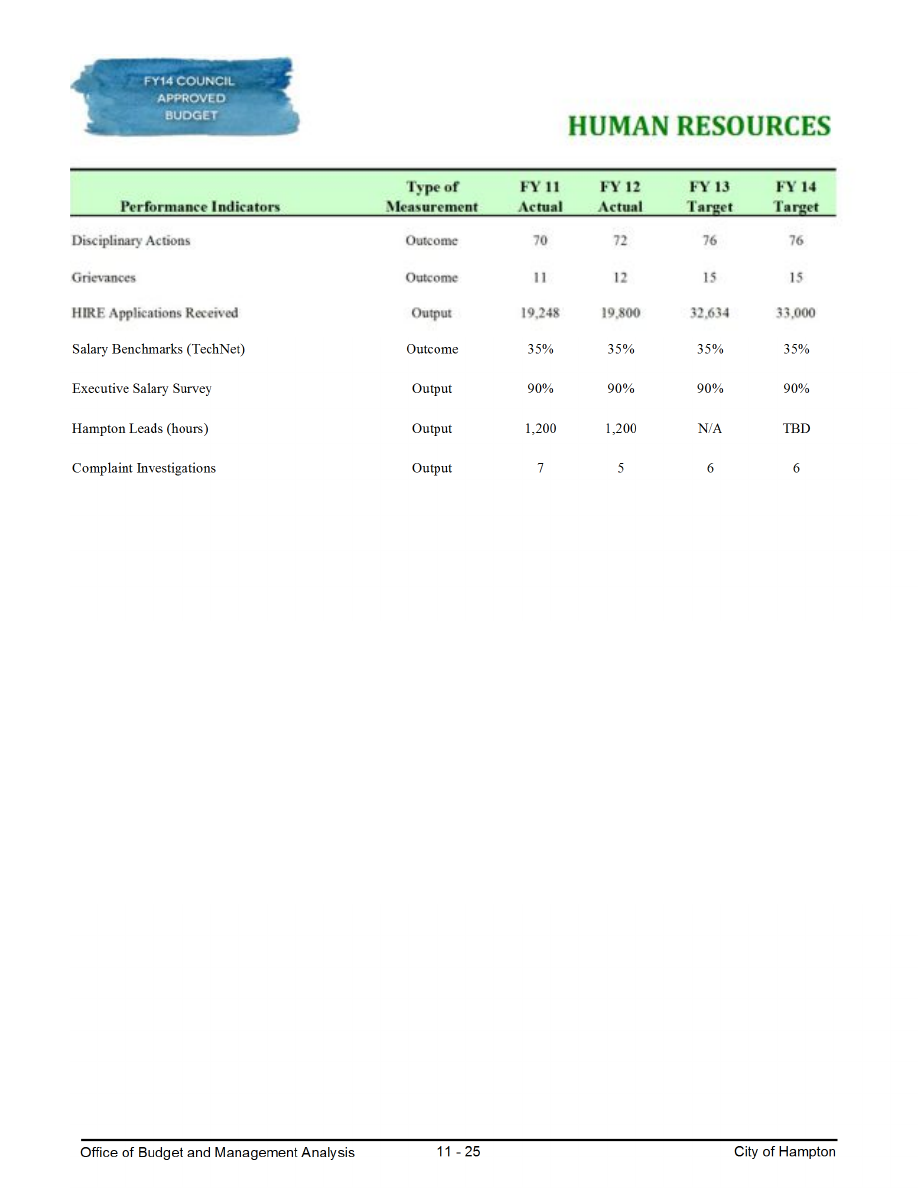 FY14 COUNCIL
APPROVED
BUDGET
HUMAN RESOURCES
Performance Indicators Type of Measurement FY 11 Actual FY 12 Actual FY 13 Target FY 14 Target
Disciplinary Actions Outcome 70 72 76 76
Grievances Outcome 11 12 15 15
HIRE Applications Received Output 19,248 19,800 32,634 33,000
Salary Benchmarks (TechNet) Outcome 35% 35% 35% 35%
Executive Salary Survey Output 90% 90% 90% 90%
Hampton Leads (hours) Output 1,200 1,200 N/A TBD
Complaint Investigations Output 7 5 6 6
Office of Budget and Management Analysis 11 - 25 City of Hampton